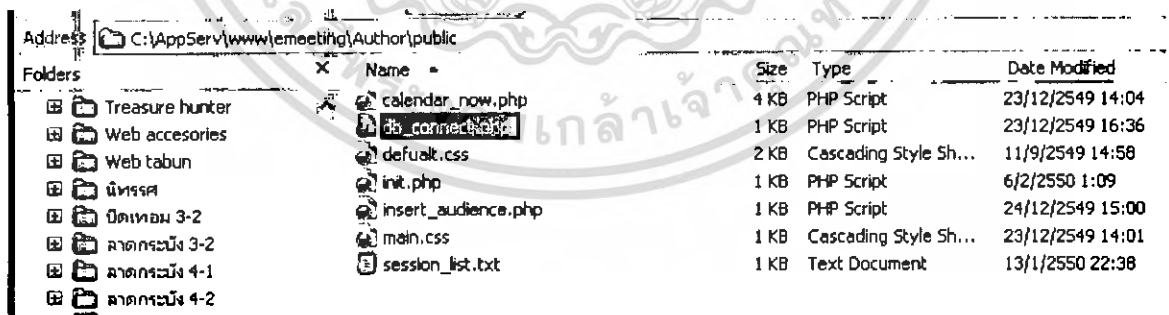 Address C:\AppServ\www\emeeting\Author\public
Folders × Name Size Type Date Modified
Treasure hunter calendar_now.php 4 KB PHP Script 23/12/2549 14:04
Web accesories db_connect.php 1 KB PHP Script 23/12/2549 16:36
Web tabun defualt.css 2 KB Cascading Style Sh... 11/9/2549 14:58
นิทรรศ init.php 1 KB PHP Script 6/2/2550 1:09
ปิดเทอม 3-2 insert_audience.php 1 KB PHP Script 24/12/2549 15:00
ลาดกระบัง 3-2 main.css 1 KB Cascading Style Sh... 23/12/2549 14:01
ลาดกระบัง 4-1 session_list.txt 1 KB Text Document 13/1/2550 22:38
ลาดกระบัง 4-2